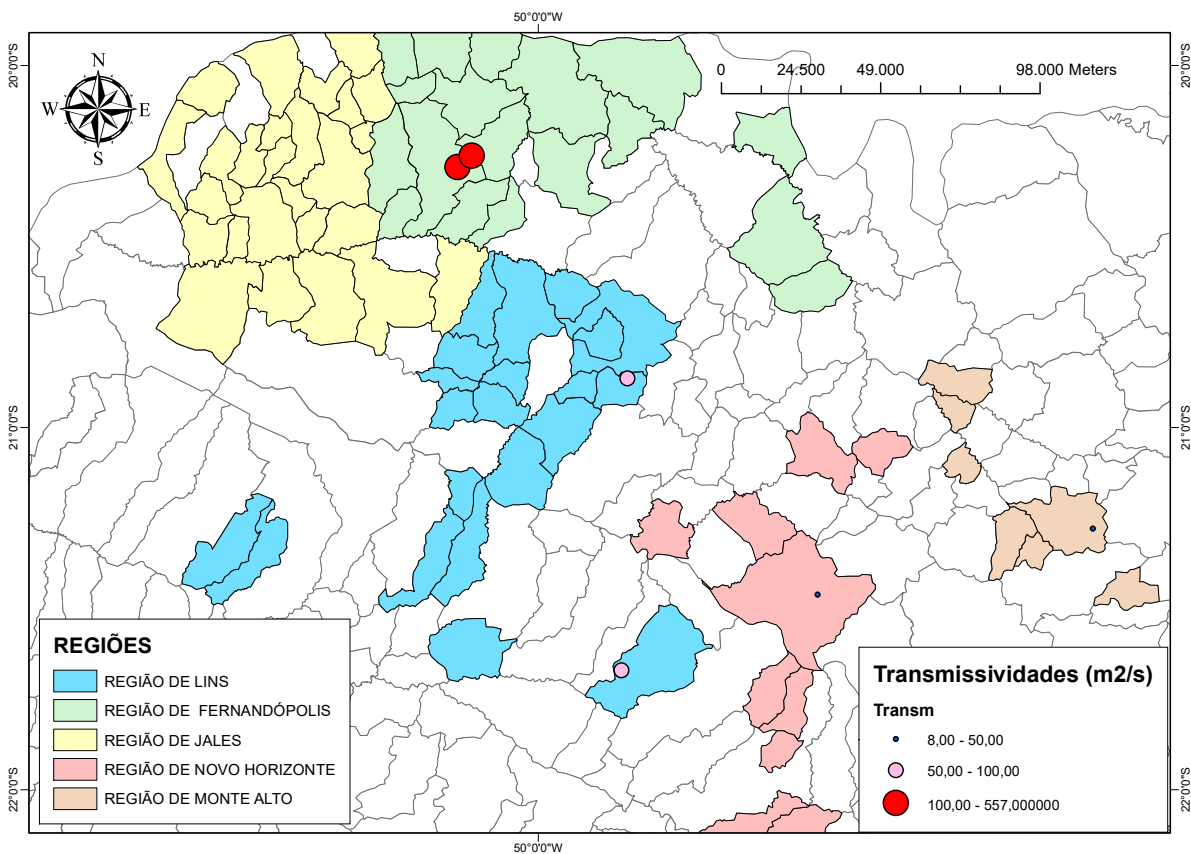 50°0'0"W
20°0'0"S
20°0'0"S
N
W
E
S
0 24.500 49.000 98.000 Meters
21°0'0"S
21°0'0"S
REGIÕES
REGIÃO DE LINS
REGIÃO DE FERNANDÓPOLIS
REGIÃO DE JALES
REGIÃO DE NOVO HORIZONTE
REGIÃO DE MONTE ALTO
Transmissividades (m2/s)
Transm
8,00 - 50,00
50,00 - 100,00
100,00 - 557,000000
22°0'0"S
22°0'0"S
50°0'0"W